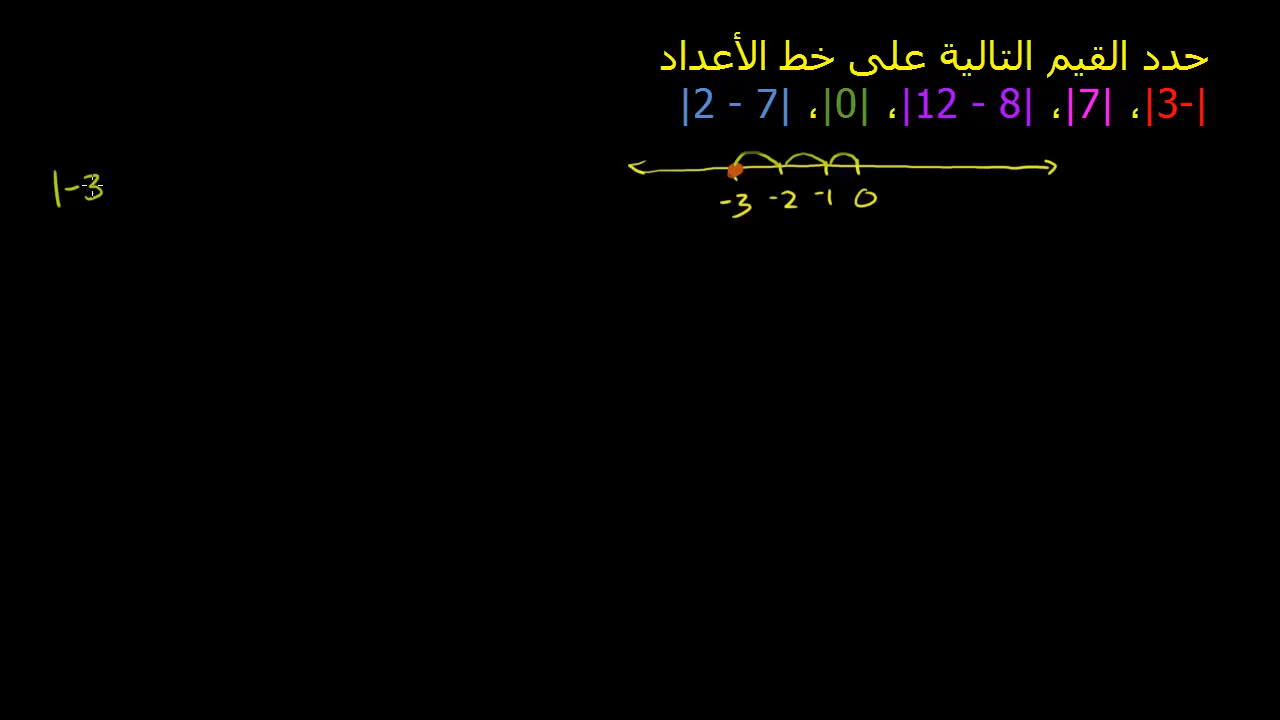 حدد القيم التالية على خط الأعداد
|3-|، |7|، |12 - 8|، |0|، |2 - 7|
|-3
-3 -2 -1 0